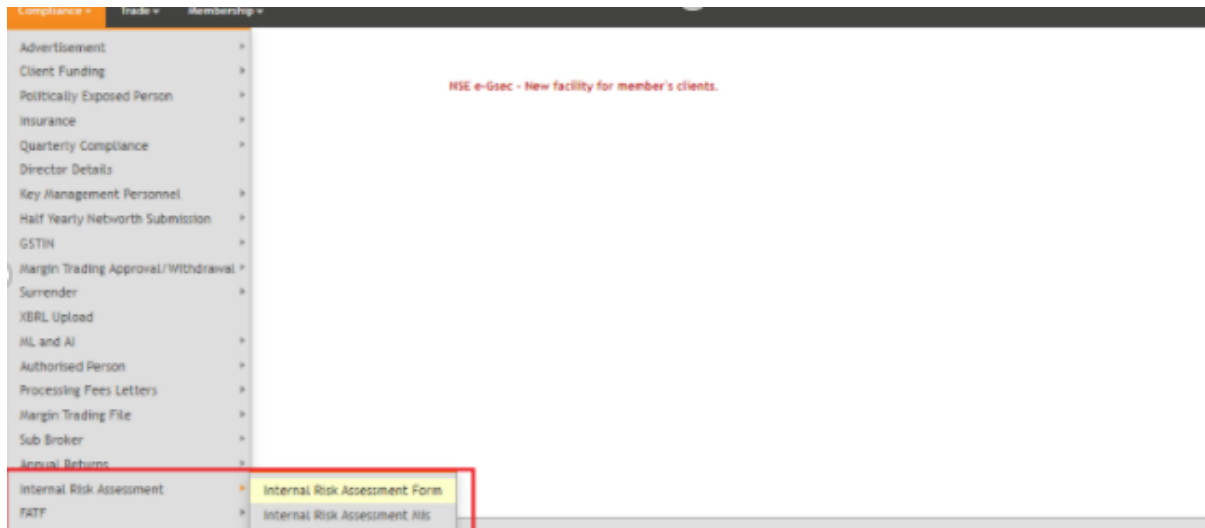 Compliance Trade Membership
Advertisement
Client Funding
Politically Exposed Person
Insurance
Quarterly Compliance
Director Details
Key Management Personnel
Half Yearly Networth Submission
GSTIN
Margin Trading Approval/Withdrawal
Surrender
XBRL Upload
ML and AI
Authorised Person
Processing Fees Letters
Margin Trading File
Sub Broker
Annual Returns
Internal Risk Assessment
FATF
Internal Risk Assessment Form
Internal Risk Assessment Mis
NSE e-Gsec - New facility for member's clients.